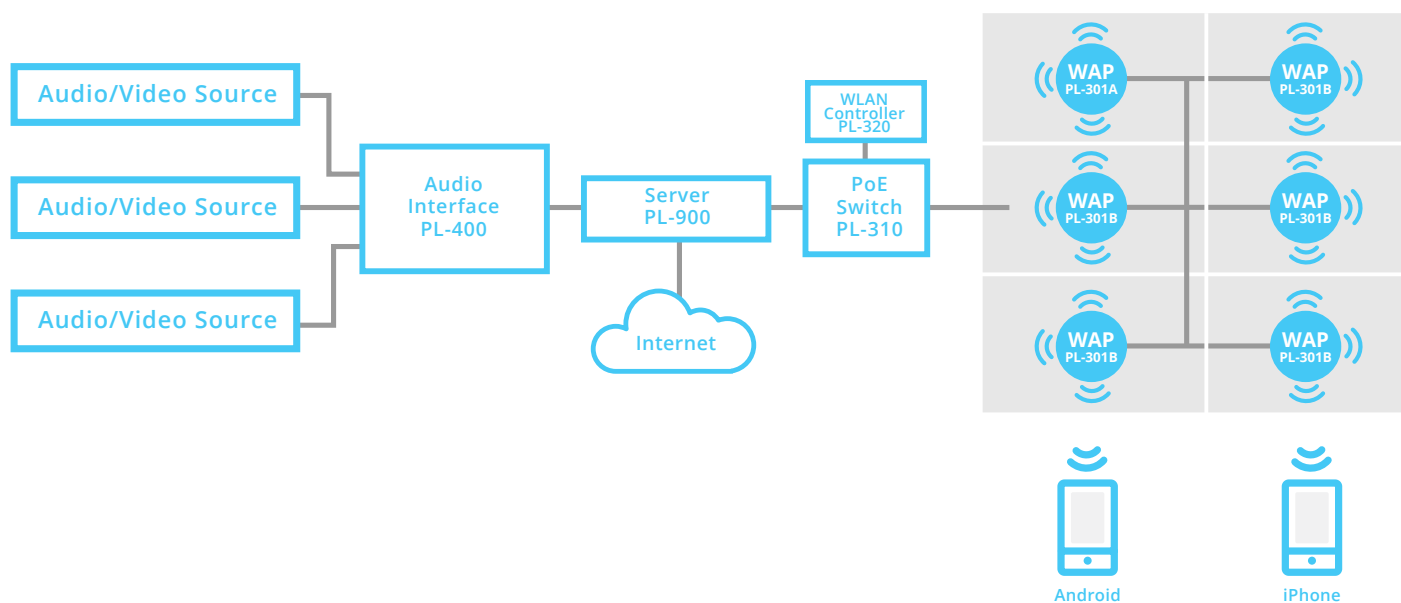 Audio/Video Source
Audio/Video Source
Audio/Video Source
Audio
Interface
PL-400
Server
PL-900
Internet
WLAN
Controller
PL-320
PoE
Switch
PL-310
WAP
PL-301A
WAP
PL-301B
WAP
PL-301B
WAP
PL-301B
WAP
PL-301B
WAP
PL-301B
Android
iPhone